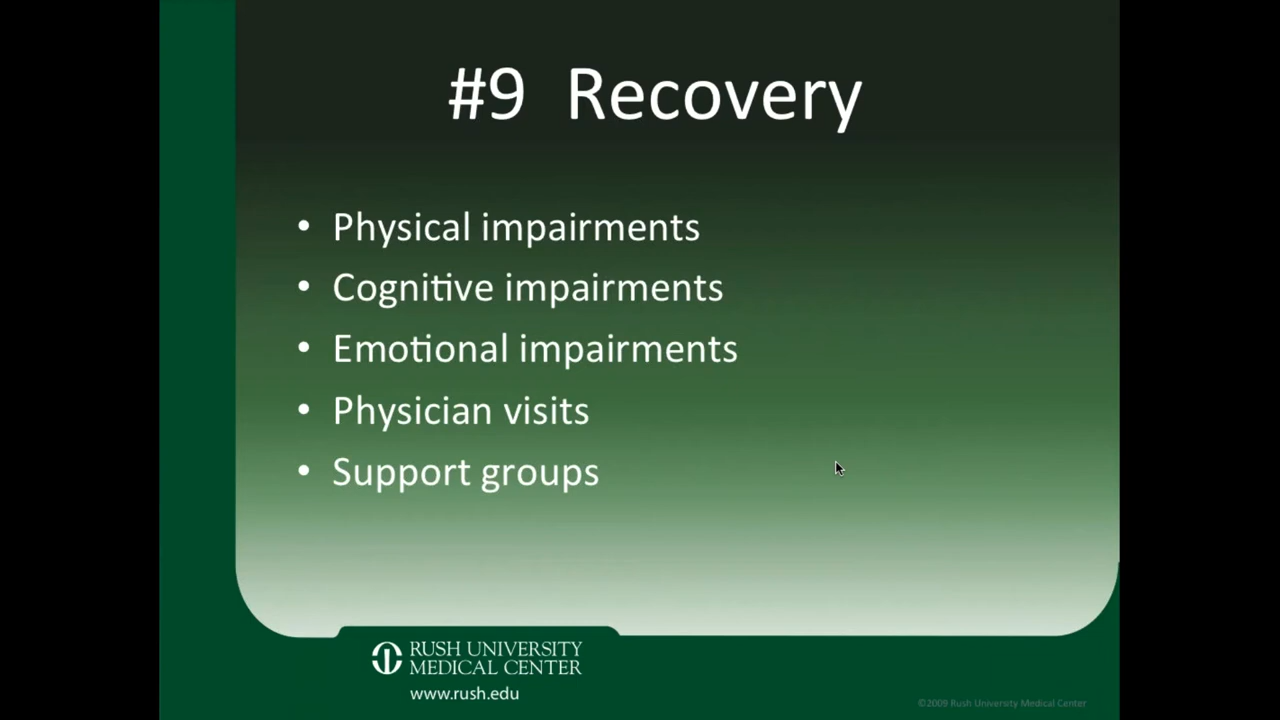 #9 Recovery
• Physical impairments
• Cognitive impairments
• Emotional impairments
• Physician visits
• Support groups
RUSH UNIVERSITY
MEDICAL CENTER
www.rush.edu
©2009 Rush University Medical Center